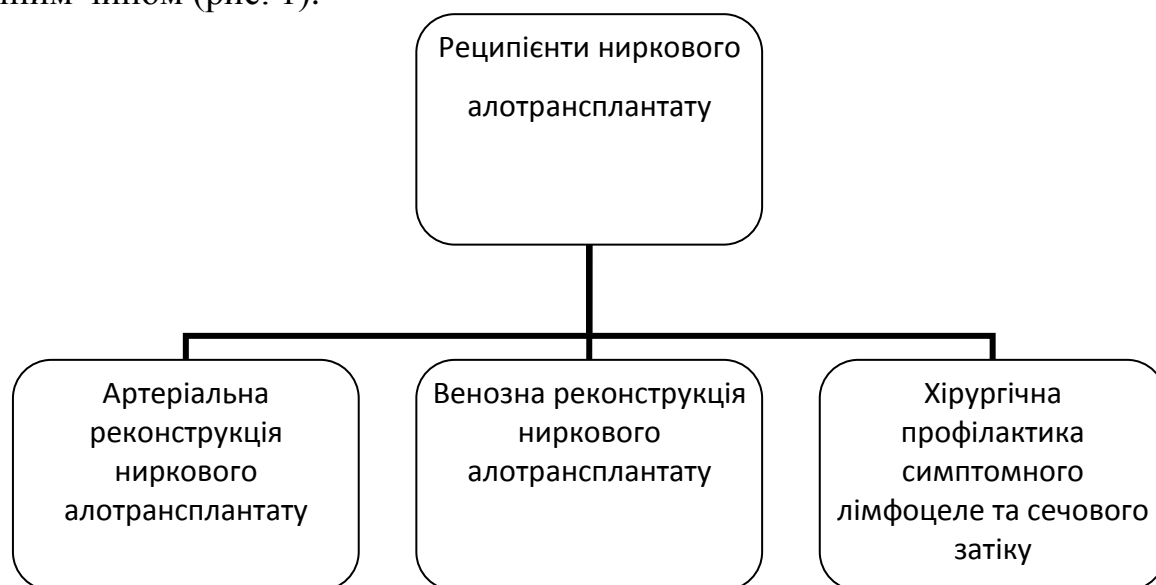 чином (рис. 1).
Реципієнти ниркового
алотрансплантату
Артеріальна
реконструкція
ниркового
алотрансплантату
Венозна реконструкція
ниркового
алотрансплантату
Хірургічна
профілактика
симптомного
лімфоцеле та сечового
затіку